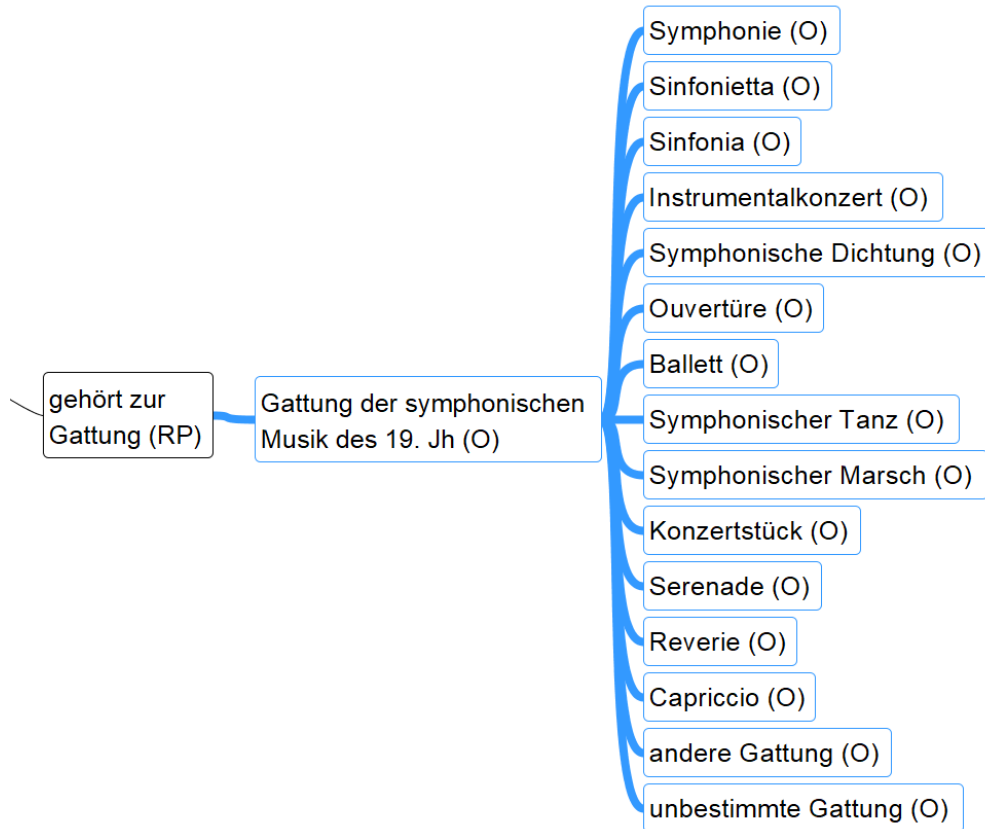 gehört zur
Gattung (RP)
Gattung der symphonischen
Musik des 19. Jh (O)
Symphonie (O)
Sinfonietta (O)
Sinfonia (O)
Instrumentalkonzert (O)
Symphonische Dichtung (O)
Ouvertüre (O)
Ballett (O)
Symphonischer Tanz (O)
Symphonischer Marsch (O)
Konzertstück (O)
Serenade (O)
Reverie (O)
Capriccio (O)
andere Gattung (O)
unbestimmte Gattung (O)